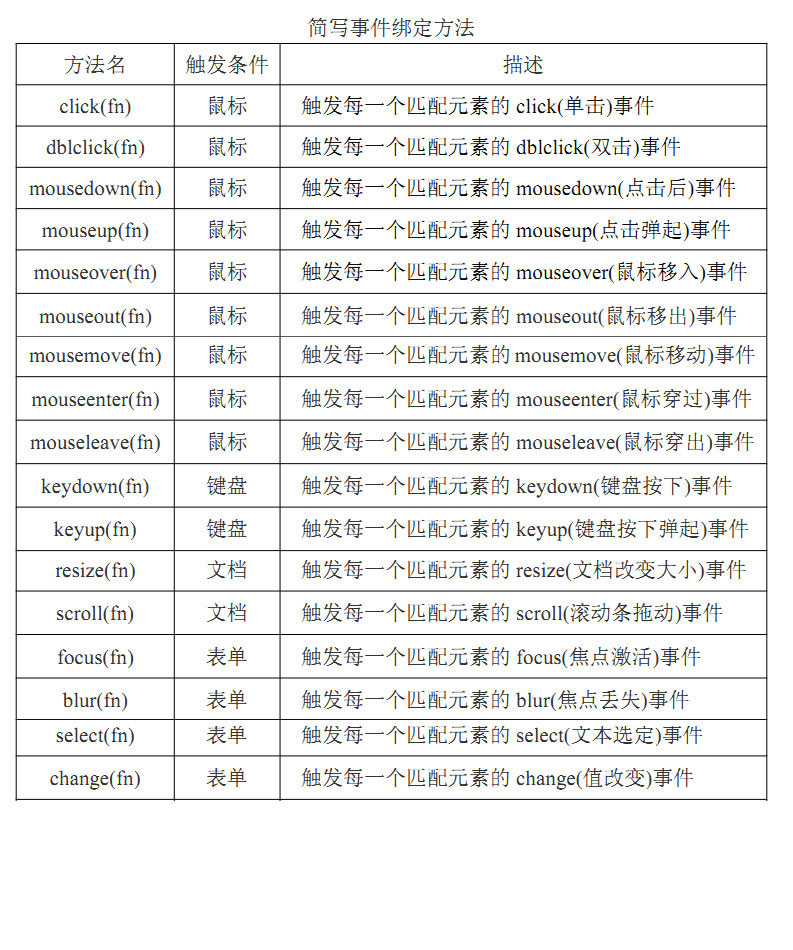 简写事件绑定方法
方法名 触发条件 描述
click(fn) 鼠标 触发每一个匹配元素的 click(单击)事件
dblclick(fn) 鼠标 触发每一个匹配元素的 dblclick(双击)事件
mousedown(fn) 鼠标 触发每一个匹配元素的 mousedown(点击后)事件
mouseup(fn) 鼠标 触发每一个匹配元素的 mouseup(点击弹起)事件
mouseover(fn) 鼠标 触发每一个匹配元素的 mouseover(鼠标移入)事件
mouseout(fn) 鼠标 触发每一个匹配元素的 mouseout(鼠标移出)事件
mousemove(fn) 鼠标 触发每一个匹配元素的 mousemove(鼠标移动)事件
mouseenter(fn) 鼠标 触发每一个匹配元素的 mouseenter(鼠标穿过)事件
mouseleave(fn) 鼠标 触发每一个匹配元素的 mouseleave(鼠标穿出)事件
keydown(fn) 键盘 触发每一个匹配元素的 keydown(键盘按下)事件
keyup(fn) 键盘 触发每一个匹配元素的 keyup(键盘按下弹起)事件
resize(fn) 文档 触发每一个匹配元素的 resize(文档改变大小)事件
scroll(fn) 文档 触发每一个匹配元素的 scroll(滚动条拖动)事件
focus(fn) 表单 触发每一个匹配元素的 focus(焦点激活)事件
blur(fn) 表单 触发每一个匹配元素的 blur(焦点丢失)事件
select(fn) 表单 触发每一个匹配元素的 select(文本选定)事件
change(fn) 表单 触发每一个匹配元素的 change(值改变)事件